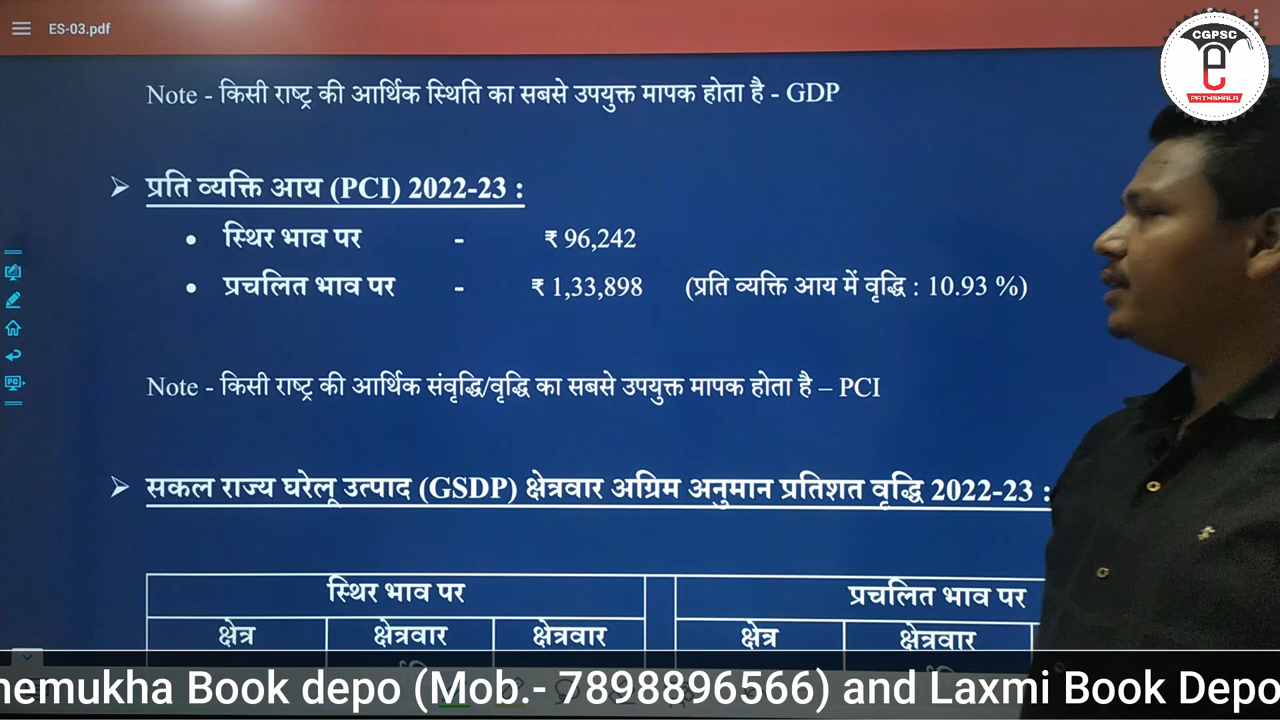 ES-03.pdf
CGPSC
PATHSHALA
Note - किसी राष्ट्र की आर्थिक स्थिति का सबसे उपयुक्त मापक होता है - GDP
➢ प्रति व्यक्ति आय (PCI) 2022-23 :
• स्थिर भाव पर - ₹ 96,242
• प्रचलित भाव पर - ₹ 1,33,898 (प्रति व्यक्ति आय में वृद्धि : 10.93 %)
Note - किसी राष्ट्र की आर्थिक संवृद्धि/वृद्धि का सबसे उपयुक्त मापक होता है – PCI
➢ सकल राज्य घरेलू उत्पाद (GSDP) क्षेत्रवार अग्रिम अनुमान प्रतिशत वृद्धि 2022-23 :
स्थिर भाव पर प्रचलित भाव पर
क्षेत्र क्षेत्रवार क्षेत्रवार क्षेत्र क्षेत्रवार
Book depo (Mob.- 7898896566) and Laxmi Book Depo